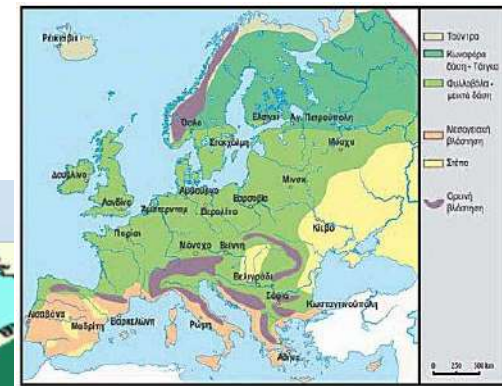 Ρέικιαβικ
Όσλο
Ελσίνκι
Αγ. Πετρούπολη
Στοκχόλμη
Μόσχα
Δουβλίνο
Λονδίνο
Άμστερνταμ
Αμβούργο
Βερολίνο
Βαρσοβία
Μινσκ
Κίεβο
Παρίσι
Μόναχο
Βιέννη
Βελιγράδι
Σόφια
Κωνσταντινούπολη
Λισαβόνα
Μαδρίτη
Βαρκελώνη
Ρώμη
Αθήνα
Τούντρα
Κωνοφόρα
δάση - Τάιγκα
Φυλλοβόλα -
μεικτά δάση
Μεσογειακή
βλάστηση
Στέπα
Ορεινή
βλάστηση
0 250 500 km